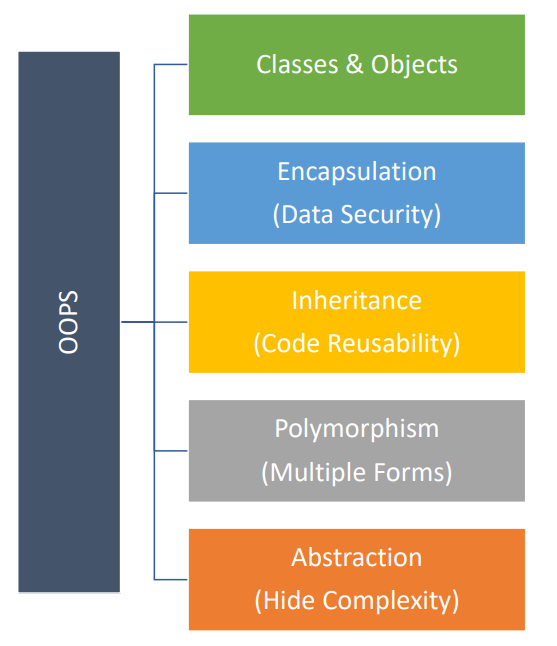 OOPS
Classes & Objects
Encapsulation
(Data Security)
Inheritance
(Code Reusability)
Polymorphism
(Multiple Forms)
Abstraction
(Hide Complexity)